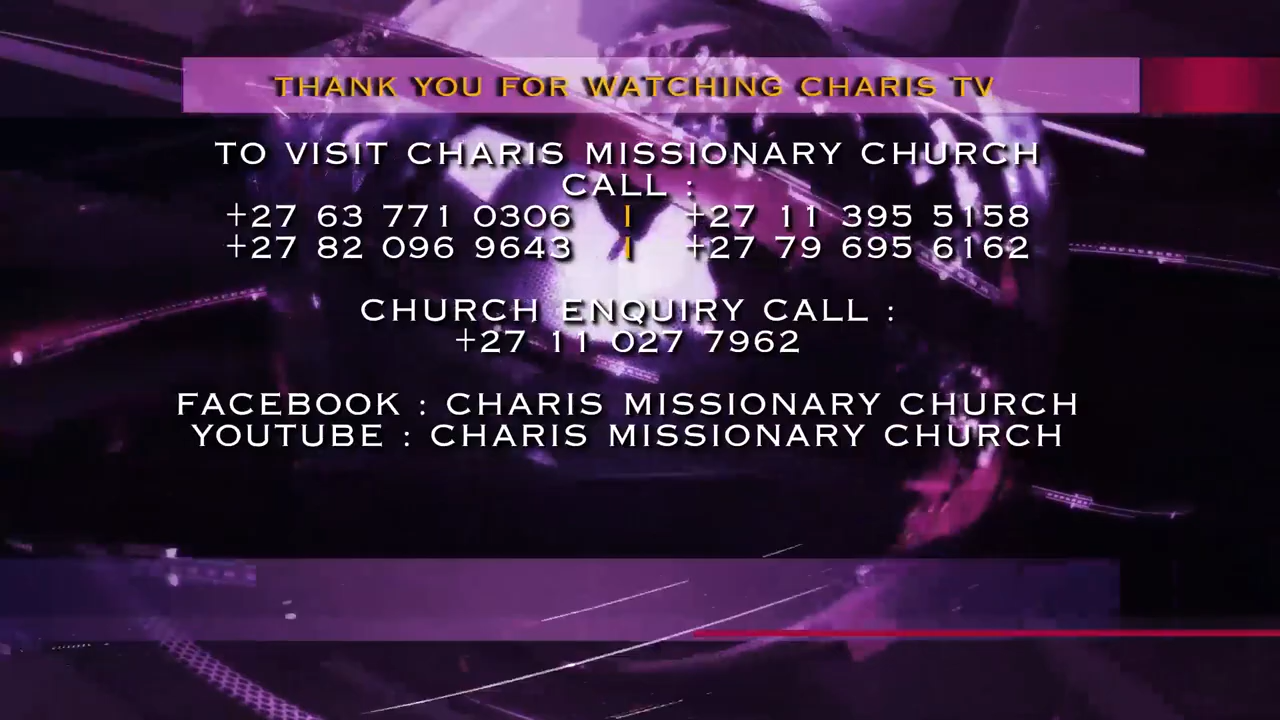 THANK YOU FOR WATCHING CHARIS TV
TO VISIT CHARIS MISSIONARY CHURCH
CALL :
+27 63 771 0306 | +27 11 395 5158
+27 82 096 9643 | +27 79 695 6162
CHURCH ENQUIRY CALL :
+27 11 027 7962
FACEBOOK : CHARIS MISSIONARY CHURCH
YOUTUBE : CHARIS MISSIONARY CHURCH